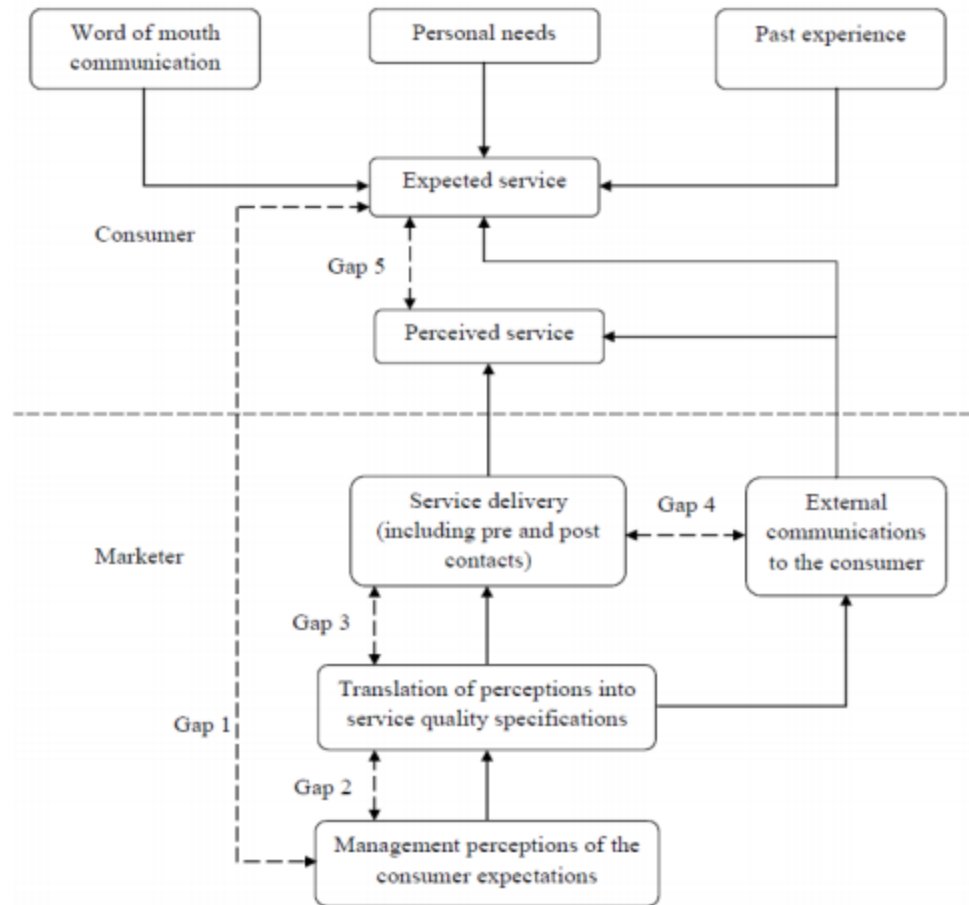 Word of mouth
communication
Personal needs
Past experience
Expected service
Consumer
Gap 5
Perceived service
Service delivery
(including pre and post
contacts)
Gap 4
External
communications
to the consumer
Marketer
Gap 3
Translation of perceptions into
service quality specifications
Gap 1
Gap 2
Management perceptions of the
consumer expectations